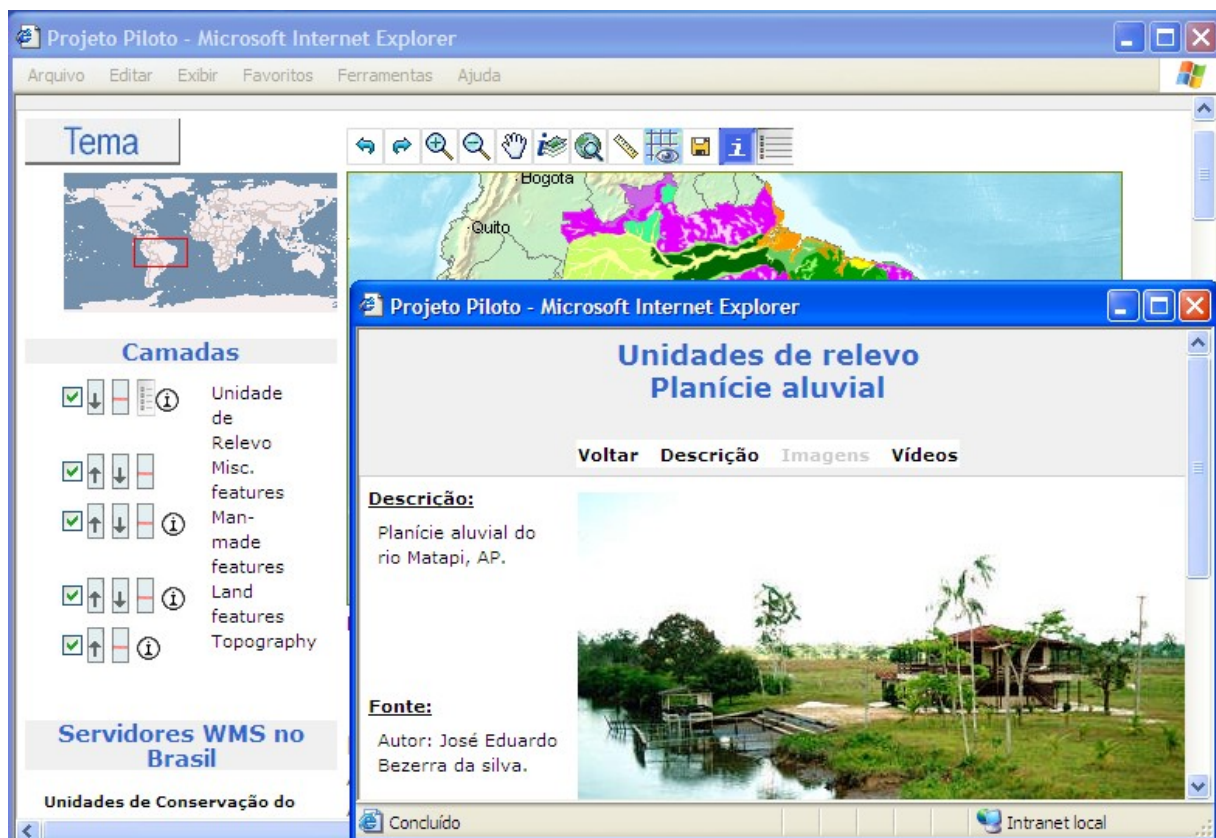 Projeto Piloto - Microsoft Internet Explorer
Arquivo Editar Exibir Favoritos Ferramentas Ajuda
Tema
Bogota
Quito
Camadas
Unidade
de
Relevo
Misc.
features
Man-
made
features
Land
features
Topography
Servidores WMS no
Brasil
Unidades de Conservação do
Projeto Piloto - Microsoft Internet Explorer
Unidades de relevo
Planície aluvial
Voltar Descrição Imagens Vídeos
Descrição:
Planície aluvial do
rio Matapi, AP.
Fonte:
Autor: José Eduardo
Bezerra da silva.
Concluído
Intranet local